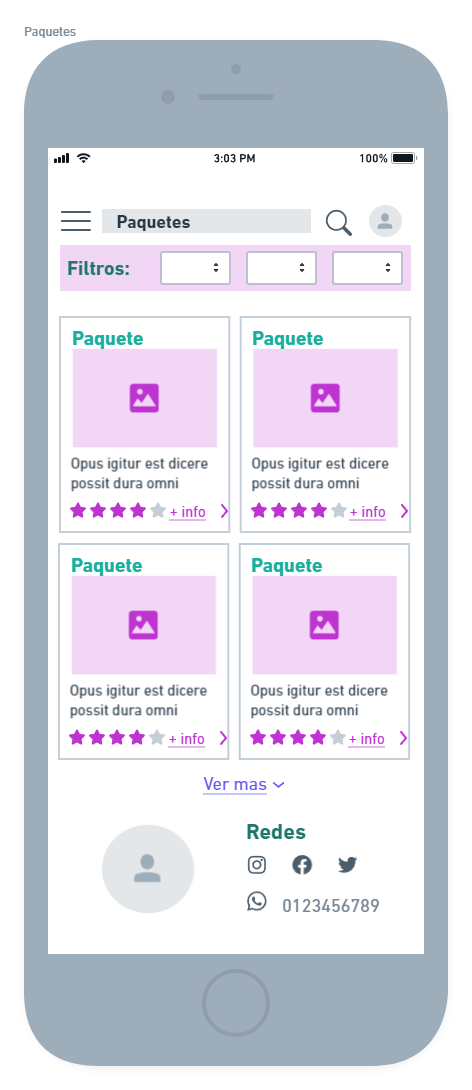 Paquetes
3:03 PM
100%
Paquetes
Filtros:
Paquete
Opus igitur est dicere
possit dura omni
+ info
Paquete
Opus igitur est dicere
possit dura omni
+ info
Paquete
Opus igitur est dicere
possit dura omni
+ info
Paquete
Opus igitur est dicere
possit dura omni
+ info
Ver mas
Redes
0123456789